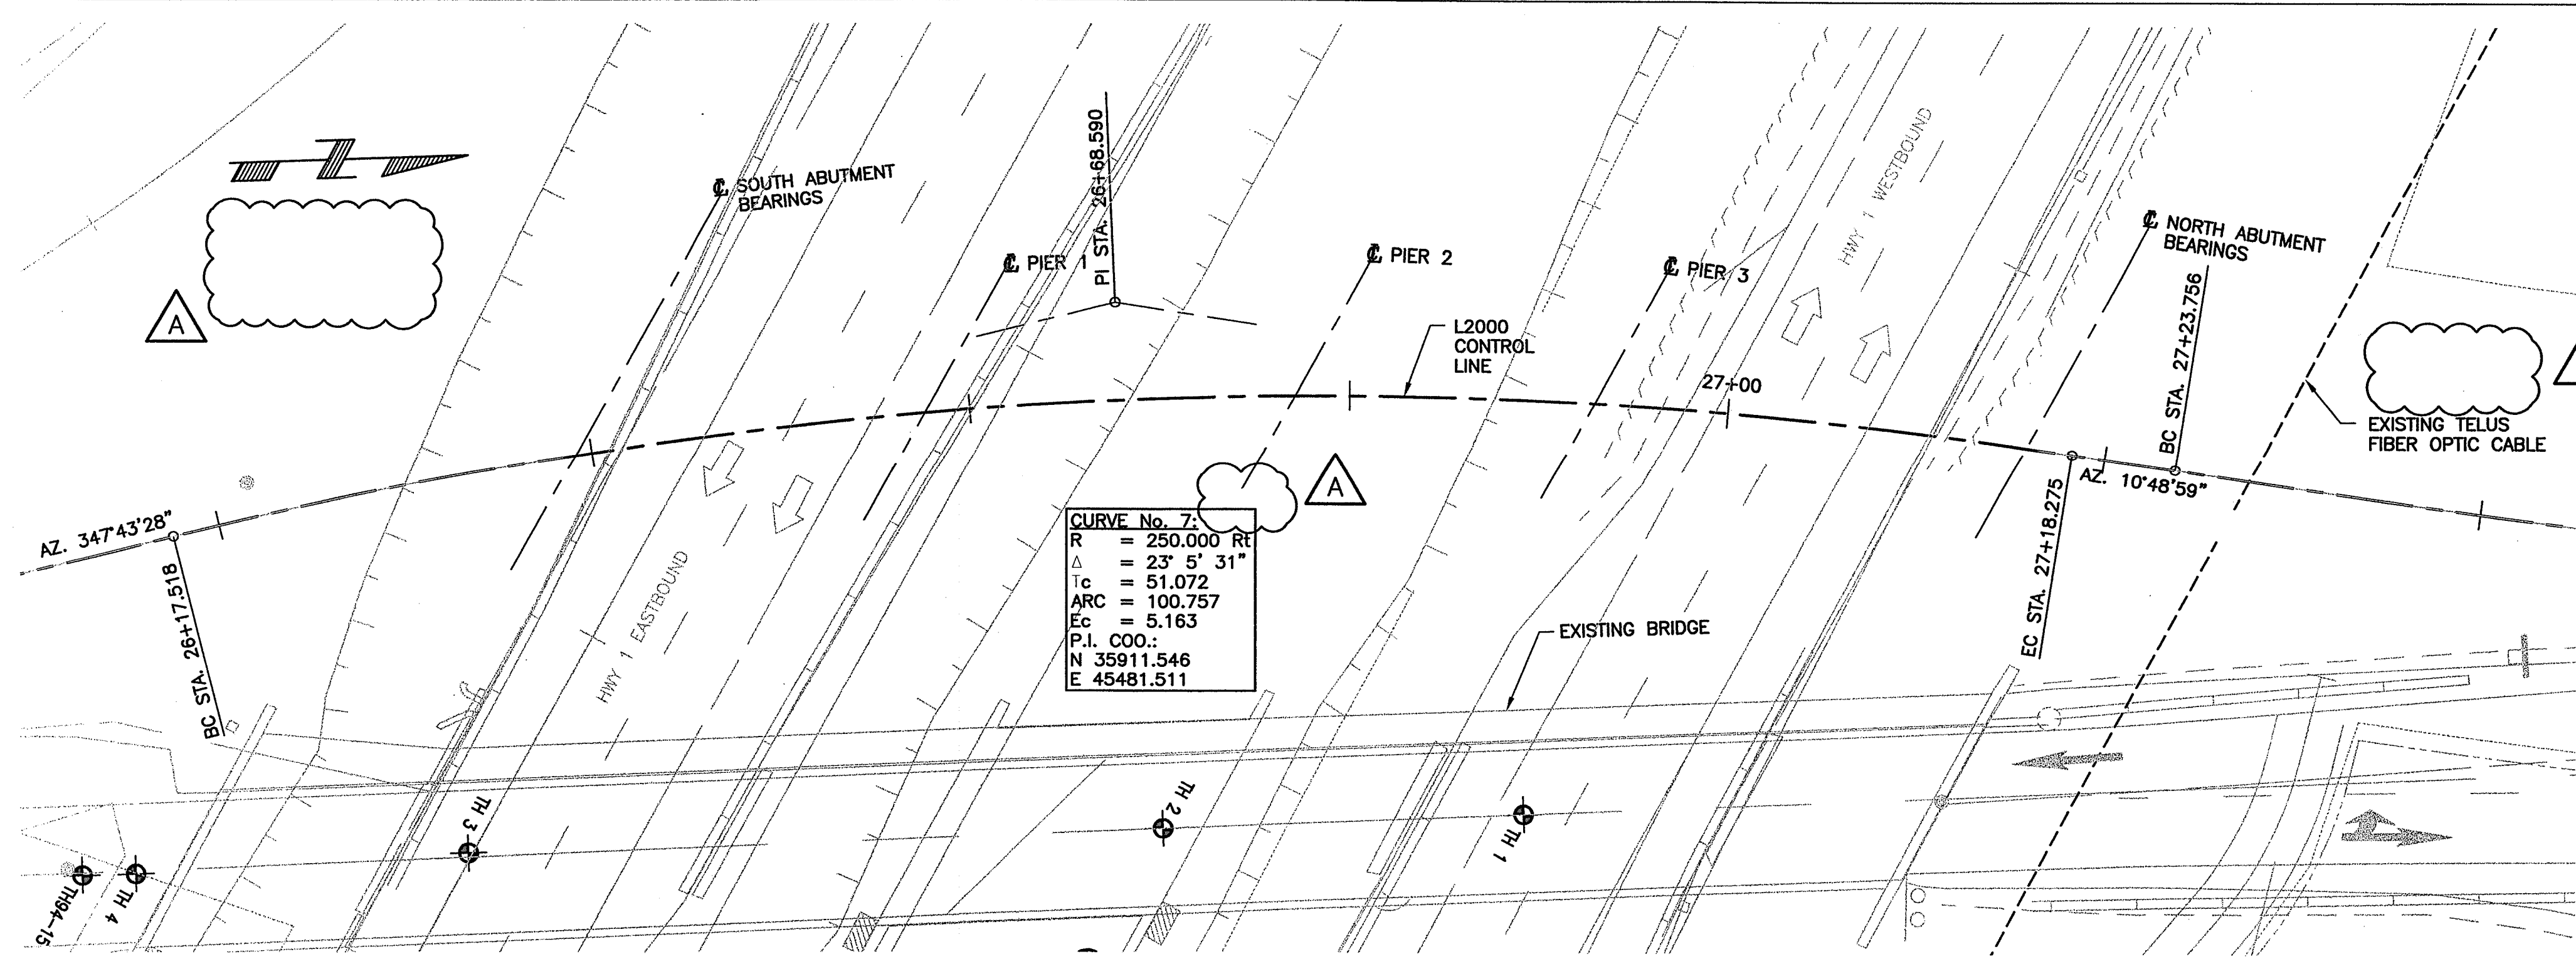 ℄ SOUTH ABUTMENT
BEARINGS
℄ PIER 1
PI STA. 26+68.590
℄ PIER 2
℄ PIER 3
HWY 1 WESTBOUND
℄ NORTH ABUTMENT
BEARINGS
BC STA. 27+23.756
A
L2000
CONTROL
LINE
27+00
EXISTING TELUS
FIBER OPTIC CABLE
AZ. 347°43'28"
BC STA. 26+17.518
HWY 1 EASTBOUND
A
CURVE No. 7:
R = 250.000 Rt
Δ = 23° 5' 31"
Tc = 51.072
ARC = 100.757
Ec = 5.163
P.I. COO.:
N 35911.546
E 45481.511
AZ. 10°48'59"
EC STA. 27+18.275
EXISTING BRIDGE
TH94-15
TH 4
TH 3
TH 2
TH 1